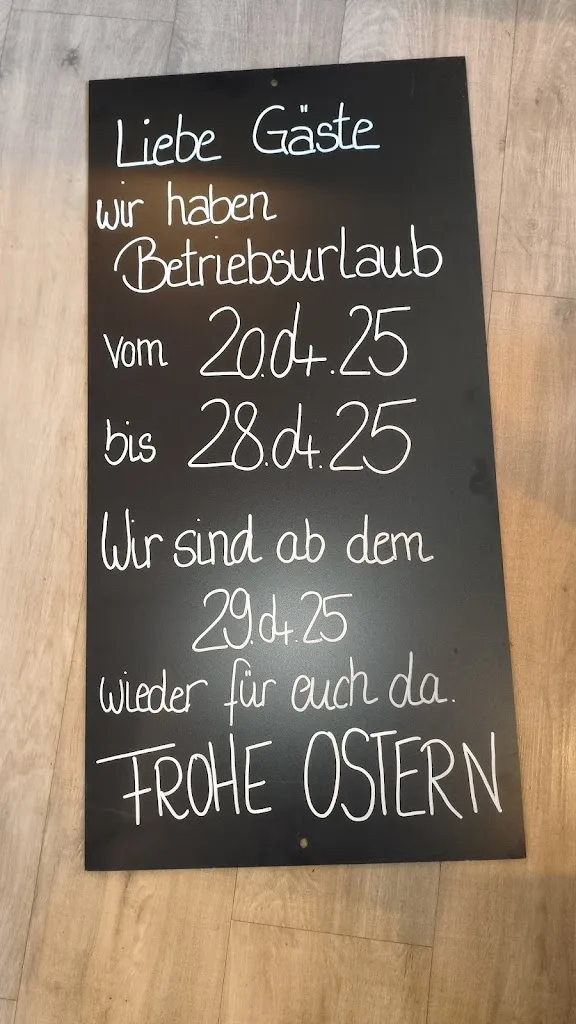 Liebe Gäste
wir haben
Betriebsurlaub
vom 20.04.25
bis 28.04.25
Wir sind ab dem
29.04.25
wieder für euch da.
FROHE OSTERN